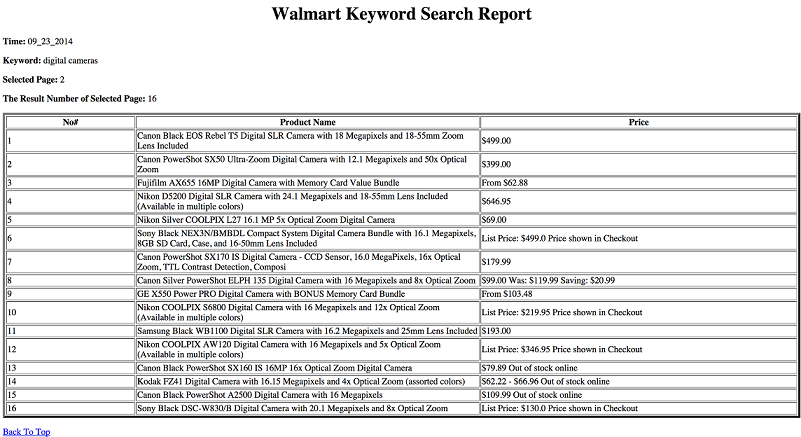 Walmart Keyword Search Report
Time: 09_23_2014
Keyword: digital cameras
Selected Page: 2
The Result Number of Selected Page: 16
No# Product Name Price
1 Canon Black EOS Rebel T5 Digital SLR Camera with 18 Megapixels and 18-55mm Zoom
Lens Included $499.00
2 Canon PowerShot SX50 Ultra-Zoom Digital Camera with 12.1 Megapixels and 50x Optical
Zoom $399.00
3 Fujifilm AX655 16MP Digital Camera with Memory Card Value Bundle From $62.88
4 Nikon D5200 Digital SLR Camera with 24.1 Megapixels and 18-55mm Lens Included
(Available in multiple colors) $646.95
5 Nikon Silver COOLPIX L27 16.1 MP 5x Optical Zoom Digital Camera $69.00
6 Sony Black NEX3N/BMBDL Compact System Digital Camera Bundle with 16.1 Megapixels,
8GB SD Card, Case, and 16-50mm Lens Included List Price: $499.0 Price shown in Checkout
7 Canon PowerShot SX170 IS Digital Camera - CCD Sensor, 16.0 MegaPixels, 16x Optical
Zoom, TTL Contrast Detection, Composi $179.99
8 Canon Silver PowerShot ELPH 135 Digital Camera with 16 Megapixels and 8x Optical Zoom $99.00 Was: $119.99 Saving: $20.99
9 GE X550 Power PRO Digital Camera with BONUS Memory Card Bundle From $103.48
10 Nikon COOLPIX S6800 Digital Camera with 16 Megapixels and 12x Optical Zoom
(Available in multiple colors) List Price: $219.95 Price shown in Checkout
11 Samsung Black WB1100 Digital SLR Camera with 16.2 Megapixels and 25mm Lens Included $193.00
12 Nikon COOLPIX AW120 Digital Camera with 16 Megapixels and 5x Optical Zoom
(Available in multiple colors) List Price: $346.95 Price shown in Checkout
13 Canon Black PowerShot SX160 IS 16MP 16x Optical Zoom Digital Camera $79.89 Out of stock online
14 Kodak FZ41 Digital Camera with 16.15 Megapixels and 4x Optical Zoom (assorted colors) $62.22 - $66.96 Out of stock online
15 Canon Black PowerShot A2500 Digital Camera with 16 Megapixels $109.99 Out of stock online
16 Sony Black DSC-W830/B Digital Camera with 20.1 Megapixels and 8x Optical Zoom List Price: $130.0 Price shown in Checkout
Back To Top